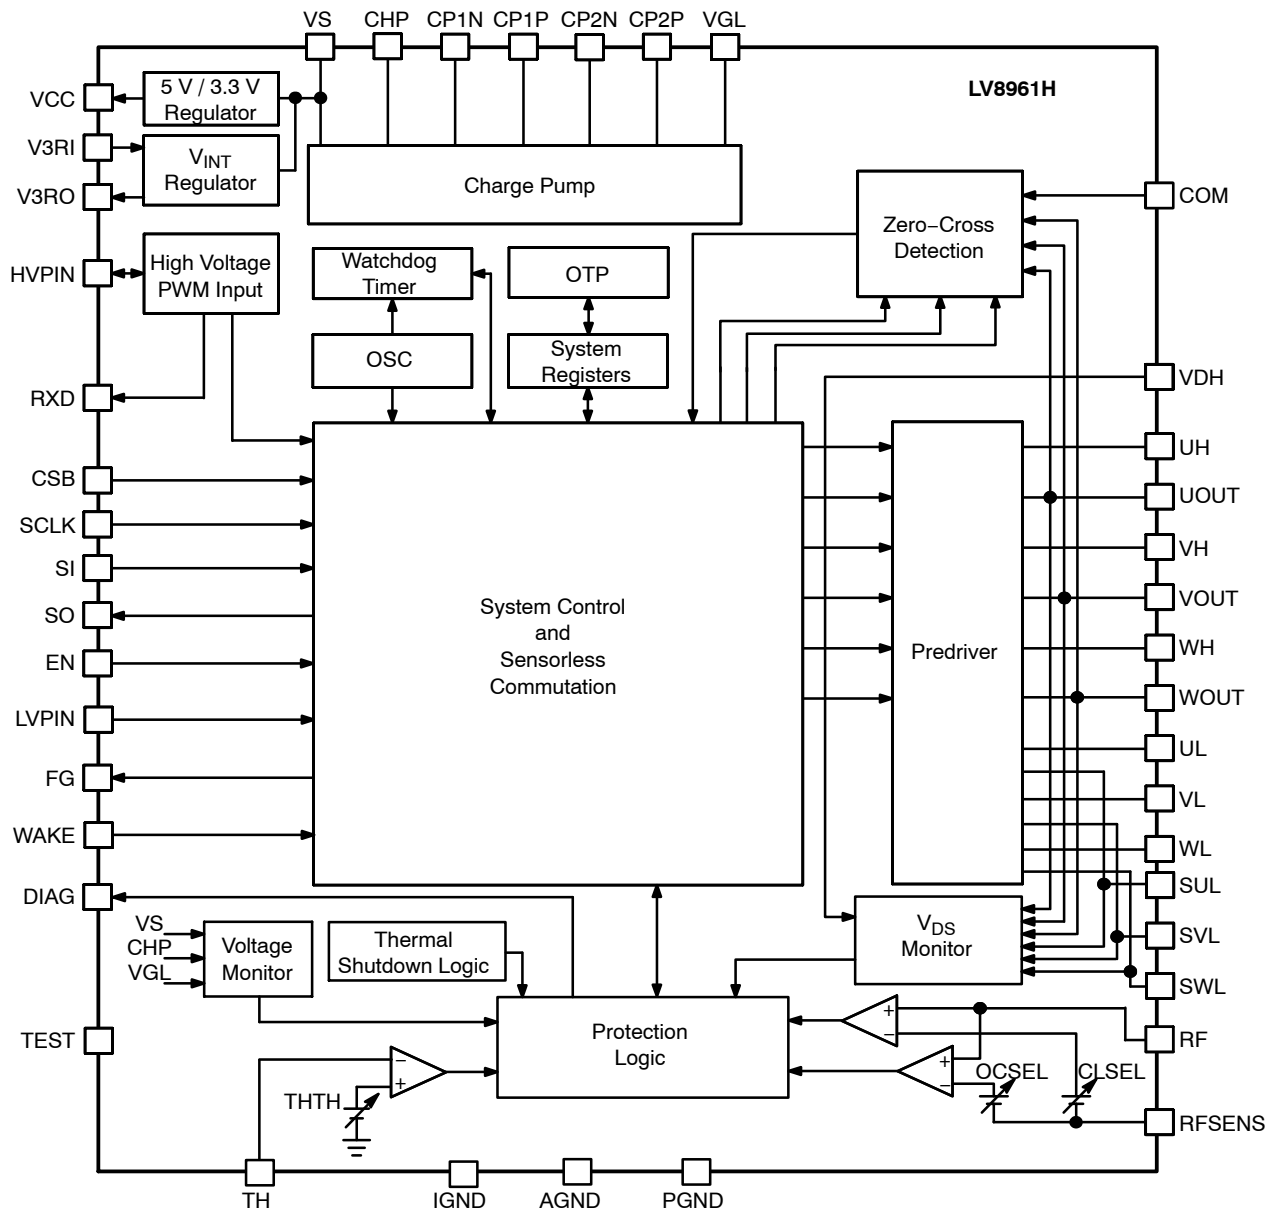 VS CHP CP1N CP1P CP2N CP2P VGL
LV8961H
VCC
5 V / 3.3 V
Regulator
V3RI
VINT
Regulator
V3RO
Charge Pump
Zero−Cross
Detection
COM
HVPIN
High Voltage
PWM Input
Watchdog
Timer
OTP
OSC
System
Registers
RXD
VDH
CSB
SCLK
SI
SO
EN
LVPIN
FG
WAKE
DIAG
System Control
and
Sensorless
Commutation
Predriver
UH
UOUT
VH
VOUT
WH
WOUT
UL
VL
WL
SUL
SVL
SWL
VS
CHP
VGL
Voltage
Monitor
Thermal
Shutdown Logic
VDS
Monitor
TEST
Protection
Logic
+
−
RF
+
−
OCSEL
CLSEL
−
+
THTH
RFSENS
TH
IGND
AGND
PGND